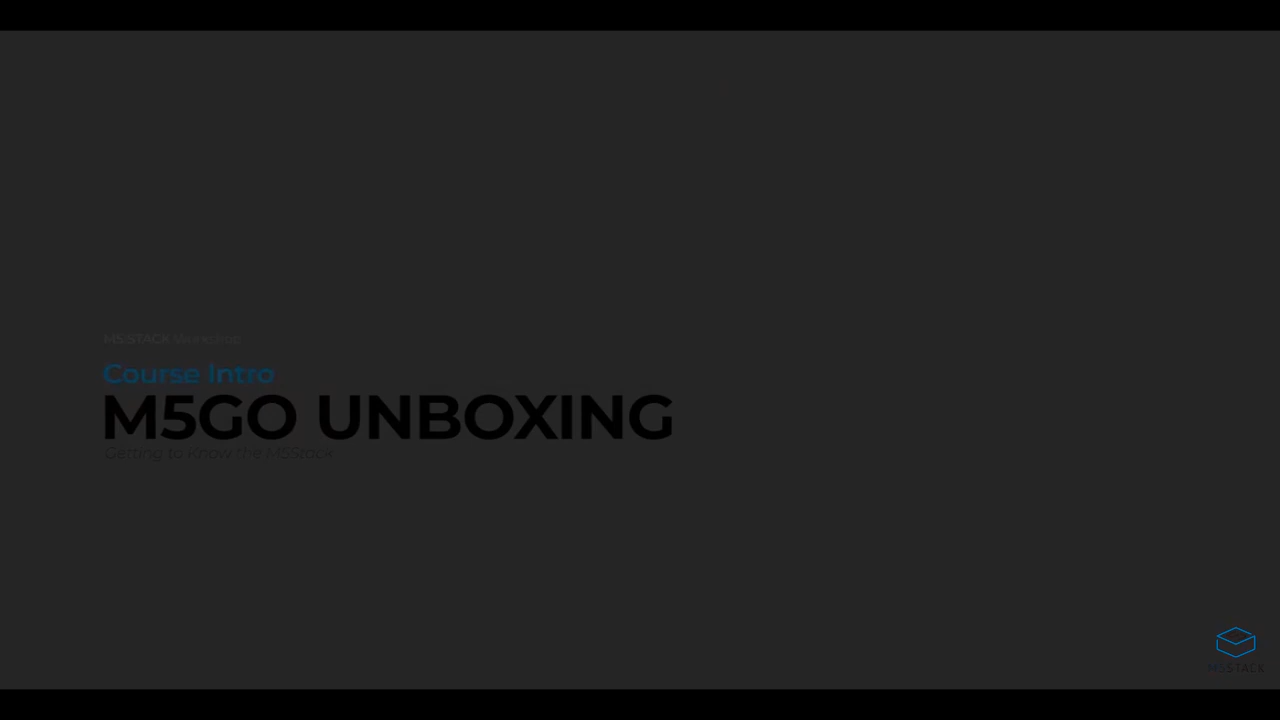 M5STACK Workshop
Course Intro
M5GO UNBOXING
Getting to Know the M5Stack
M5STACK